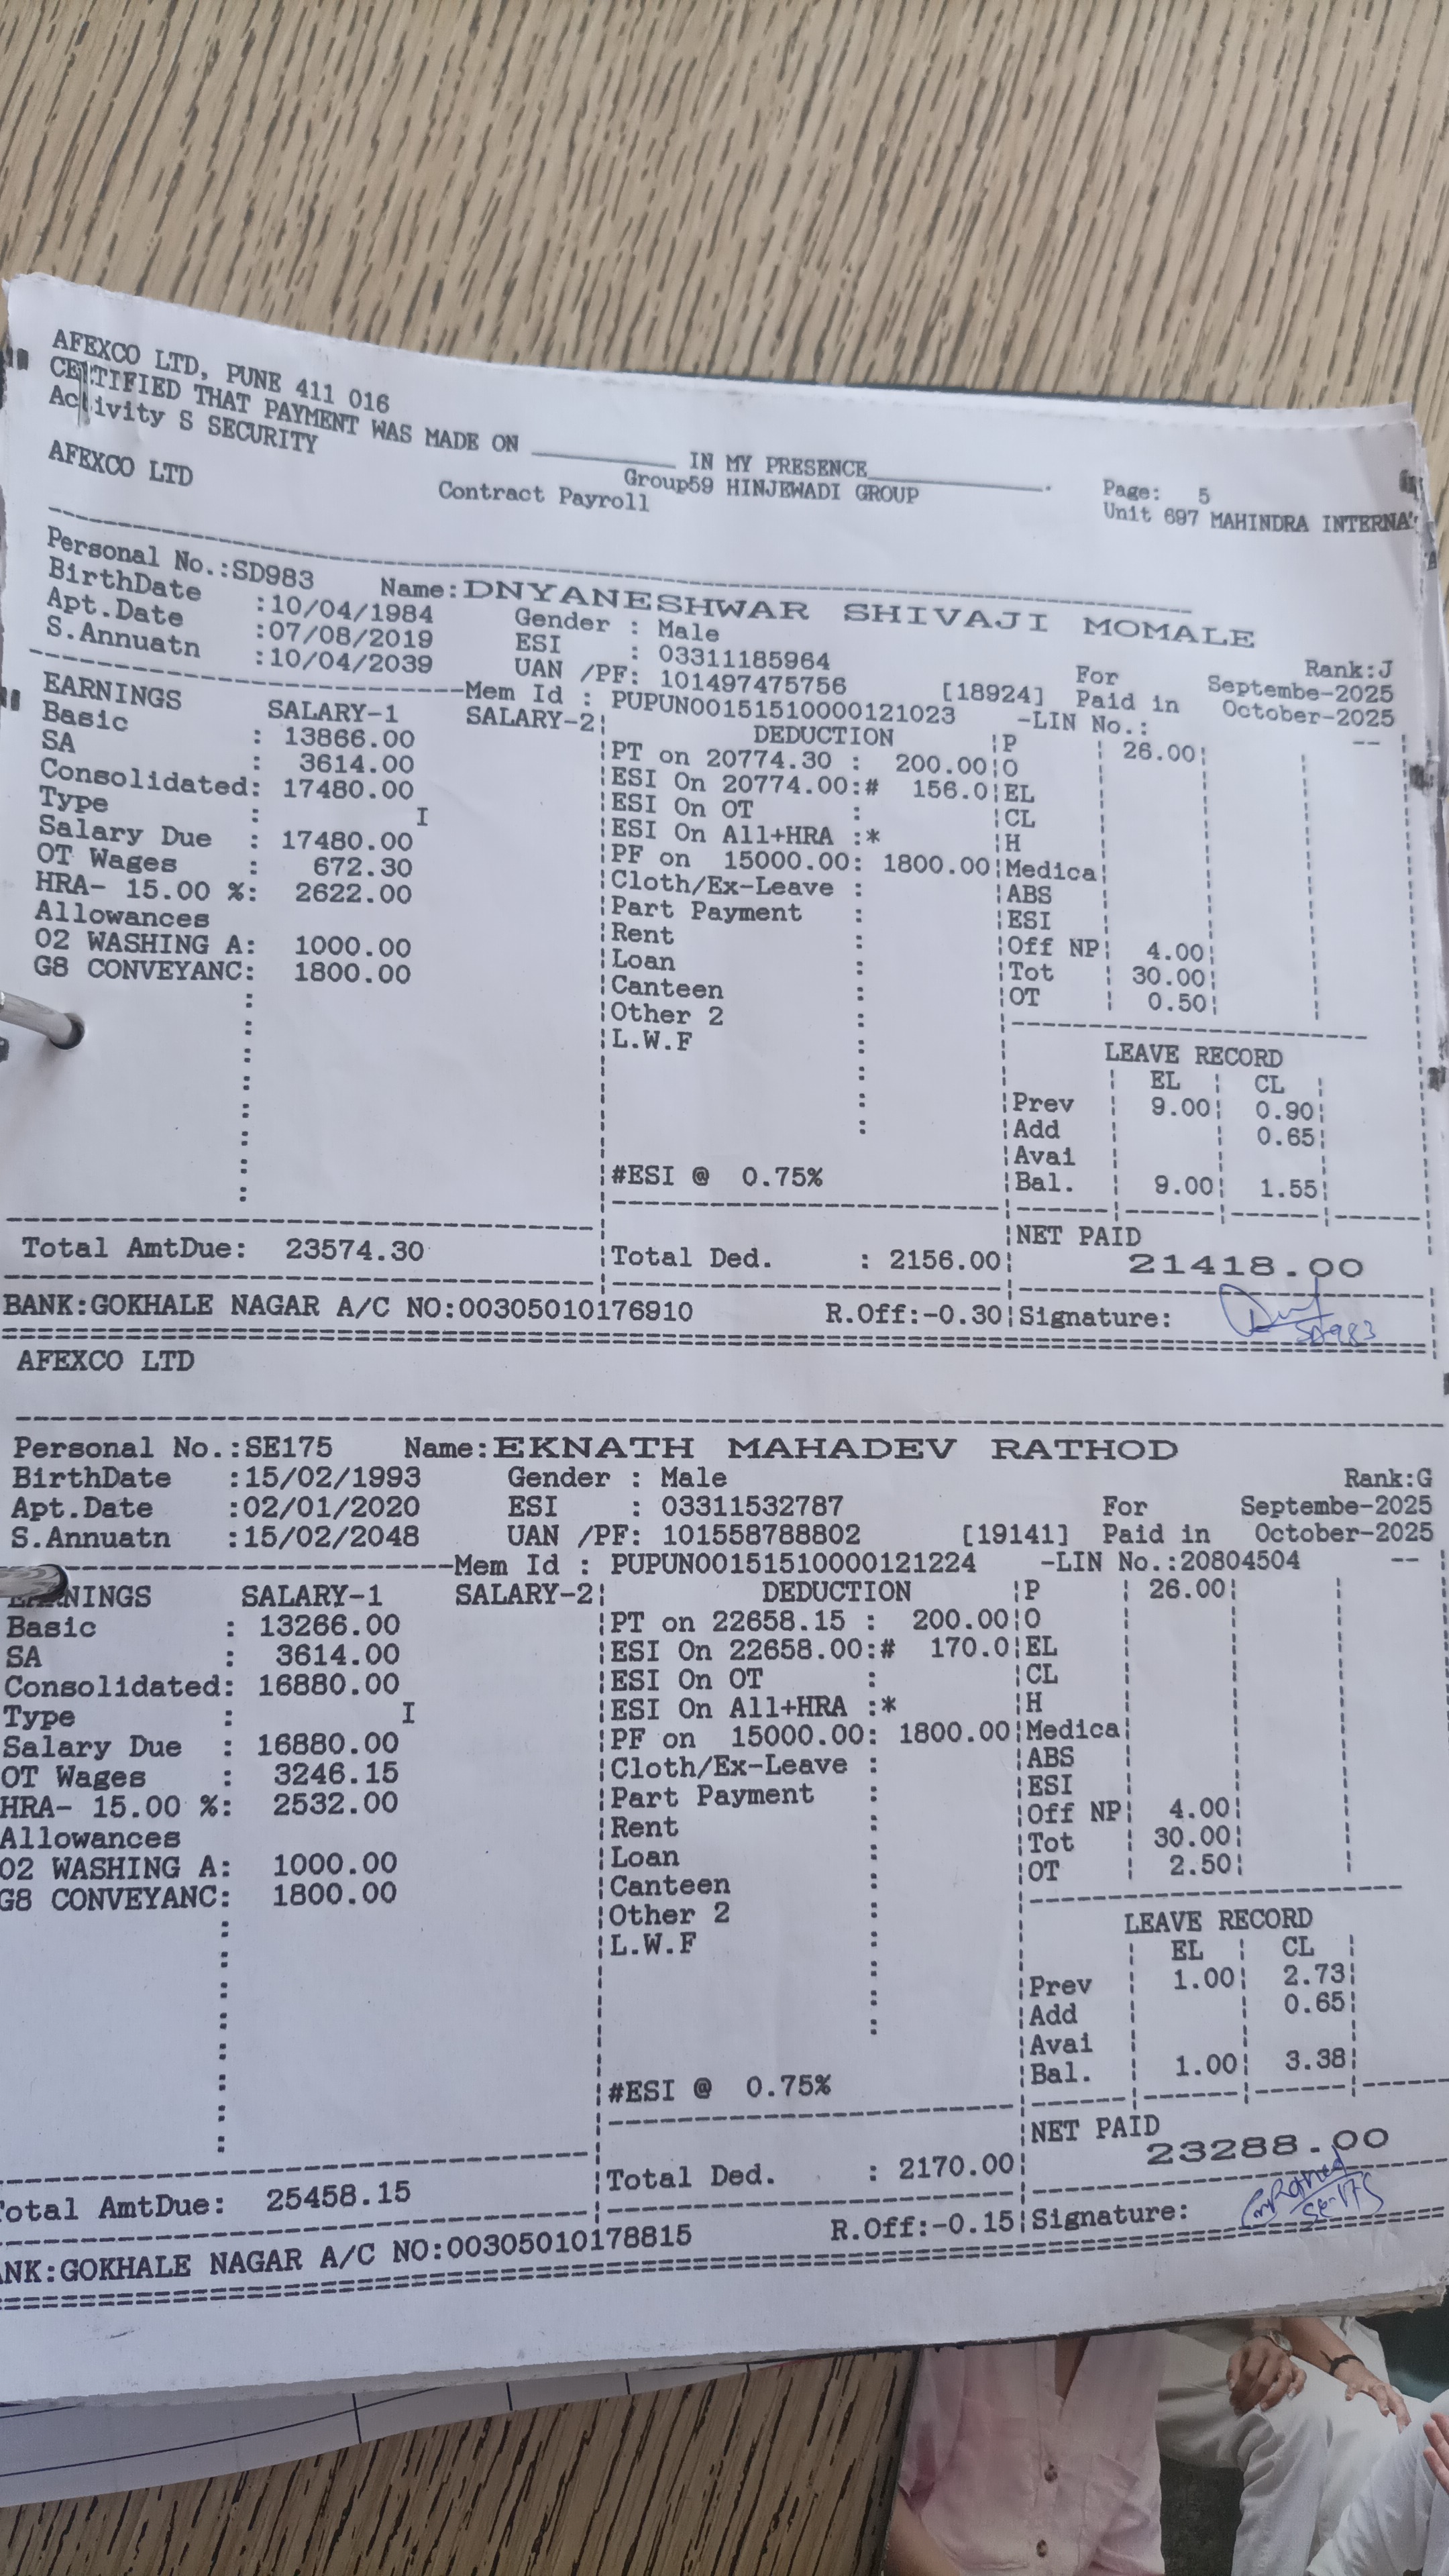 AFEXCO LTD, PUNE 411 016
CERTIFIED THAT PAYMENT WAS MADE ON __________ IN MY PRESENCE____________.
Activity S SECURITY Group59 HINJEWADI GROUP Page: 5
AFEXCO LTD Contract Payroll Unit 697 MAHINDRA INTERNA
Personal No.:SD983 Name:DNYANESHWAR SHIVAJI MOMALE
BirthDate :10/04/1984 Gender : Male Rank:J
Apt.Date :07/08/2019 ESI : 03311185964 For Septembe-2025
S.Annuatn :10/04/2039 UAN /PF: 101497475756 [18924] Paid in October-2025
Mem Id : PUPUN00151510000121023 -LIN No.: --
EARNINGS SALARY-1 SALARY-2 DEDUCTION P 26.00
Basic : 13866.00 PT on 20774.30 : 200.00 O
SA : 3614.00 ESI On 20774.00:# 156.0 EL
Consolidated: 17480.00 ESI On OT : CL
Type : I ESI On All+HRA :* H
Salary Due : 17480.00 PF on 15000.00: 1800.00 Medica
OT Wages : 672.30 Cloth/Ex-Leave : ABS
HRA- 15.00 %: 2622.00 Part Payment : ESI
Allowances Rent : Off NP 4.00
02 WASHING A: 1000.00 Loan : Tot 30.00
G8 CONVEYANC: 1800.00 Canteen : OT 0.50
: Other 2 :
: L.W.F : LEAVE RECORD
: : EL CL
: : Prev 9.00 0.90
: : Add 0.65
: Avai
: #ESI @ 0.75% Bal. 9.00 1.55
:
:
NET PAID
Total AmtDue: 23574.30 Total Ded. : 2156.00 21418.00
BANK:GOKHALE NAGAR A/C NO:00305010176910 R.Off:-0.30 Signature: SD983
AFEXCO LTD
Personal No.:SE175 Name:EKNATH MAHADEV RATHOD
BirthDate :15/02/1993 Gender : Male Rank:G
Apt.Date :02/01/2020 ESI : 03311532787 For Septembe-2025
S.Annuatn :15/02/2048 UAN /PF: 101558788802 [19141] Paid in October-2025
Mem Id : PUPUN00151510000121224 -LIN No.:20804504 --
NINGS SALARY-1 SALARY-2 DEDUCTION P 26.00
Basic : 13266.00 PT on 22658.15 : 200.00 O
SA : 3614.00 ESI On 22658.00:# 170.0 EL
Consolidated: 16880.00 ESI On OT : CL
Type : I ESI On All+HRA :* H
Salary Due : 16880.00 PF on 15000.00: 1800.00 Medica
OT Wages : 3246.15 Cloth/Ex-Leave : ABS
HRA- 15.00 %: 2532.00 Part Payment : ESI
Allowances Rent : Off NP 4.00
02 WASHING A: 1000.00 Loan : Tot 30.00
G8 CONVEYANC: 1800.00 Canteen : OT 2.50
: Other 2 :
: L.W.F : LEAVE RECORD
: : EL CL
: : Prev 1.00 2.73
: : Add 0.65
: Avai
: #ESI @ 0.75% Bal. 1.00 3.38
:
NET PAID
otal AmtDue: 25458.15 Total Ded. : 2170.00 23288.00
NK:GOKHALE NAGAR A/C NO:00305010178815 R.Off:-0.15 Signature: SE-175